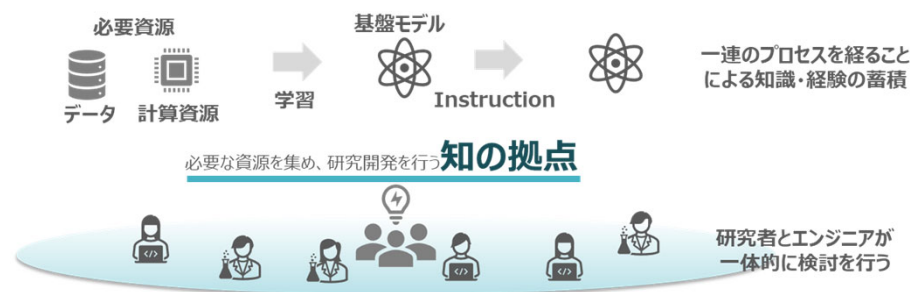 必要資源
基盤モデル
データ
計算資源
学習
Instruction
一連のプロセスを経ること
による知識・経験の蓄積
必要な資源を集め、研究開発を行う知の拠点
研究者とエンジニアが
一体的に検討を行う